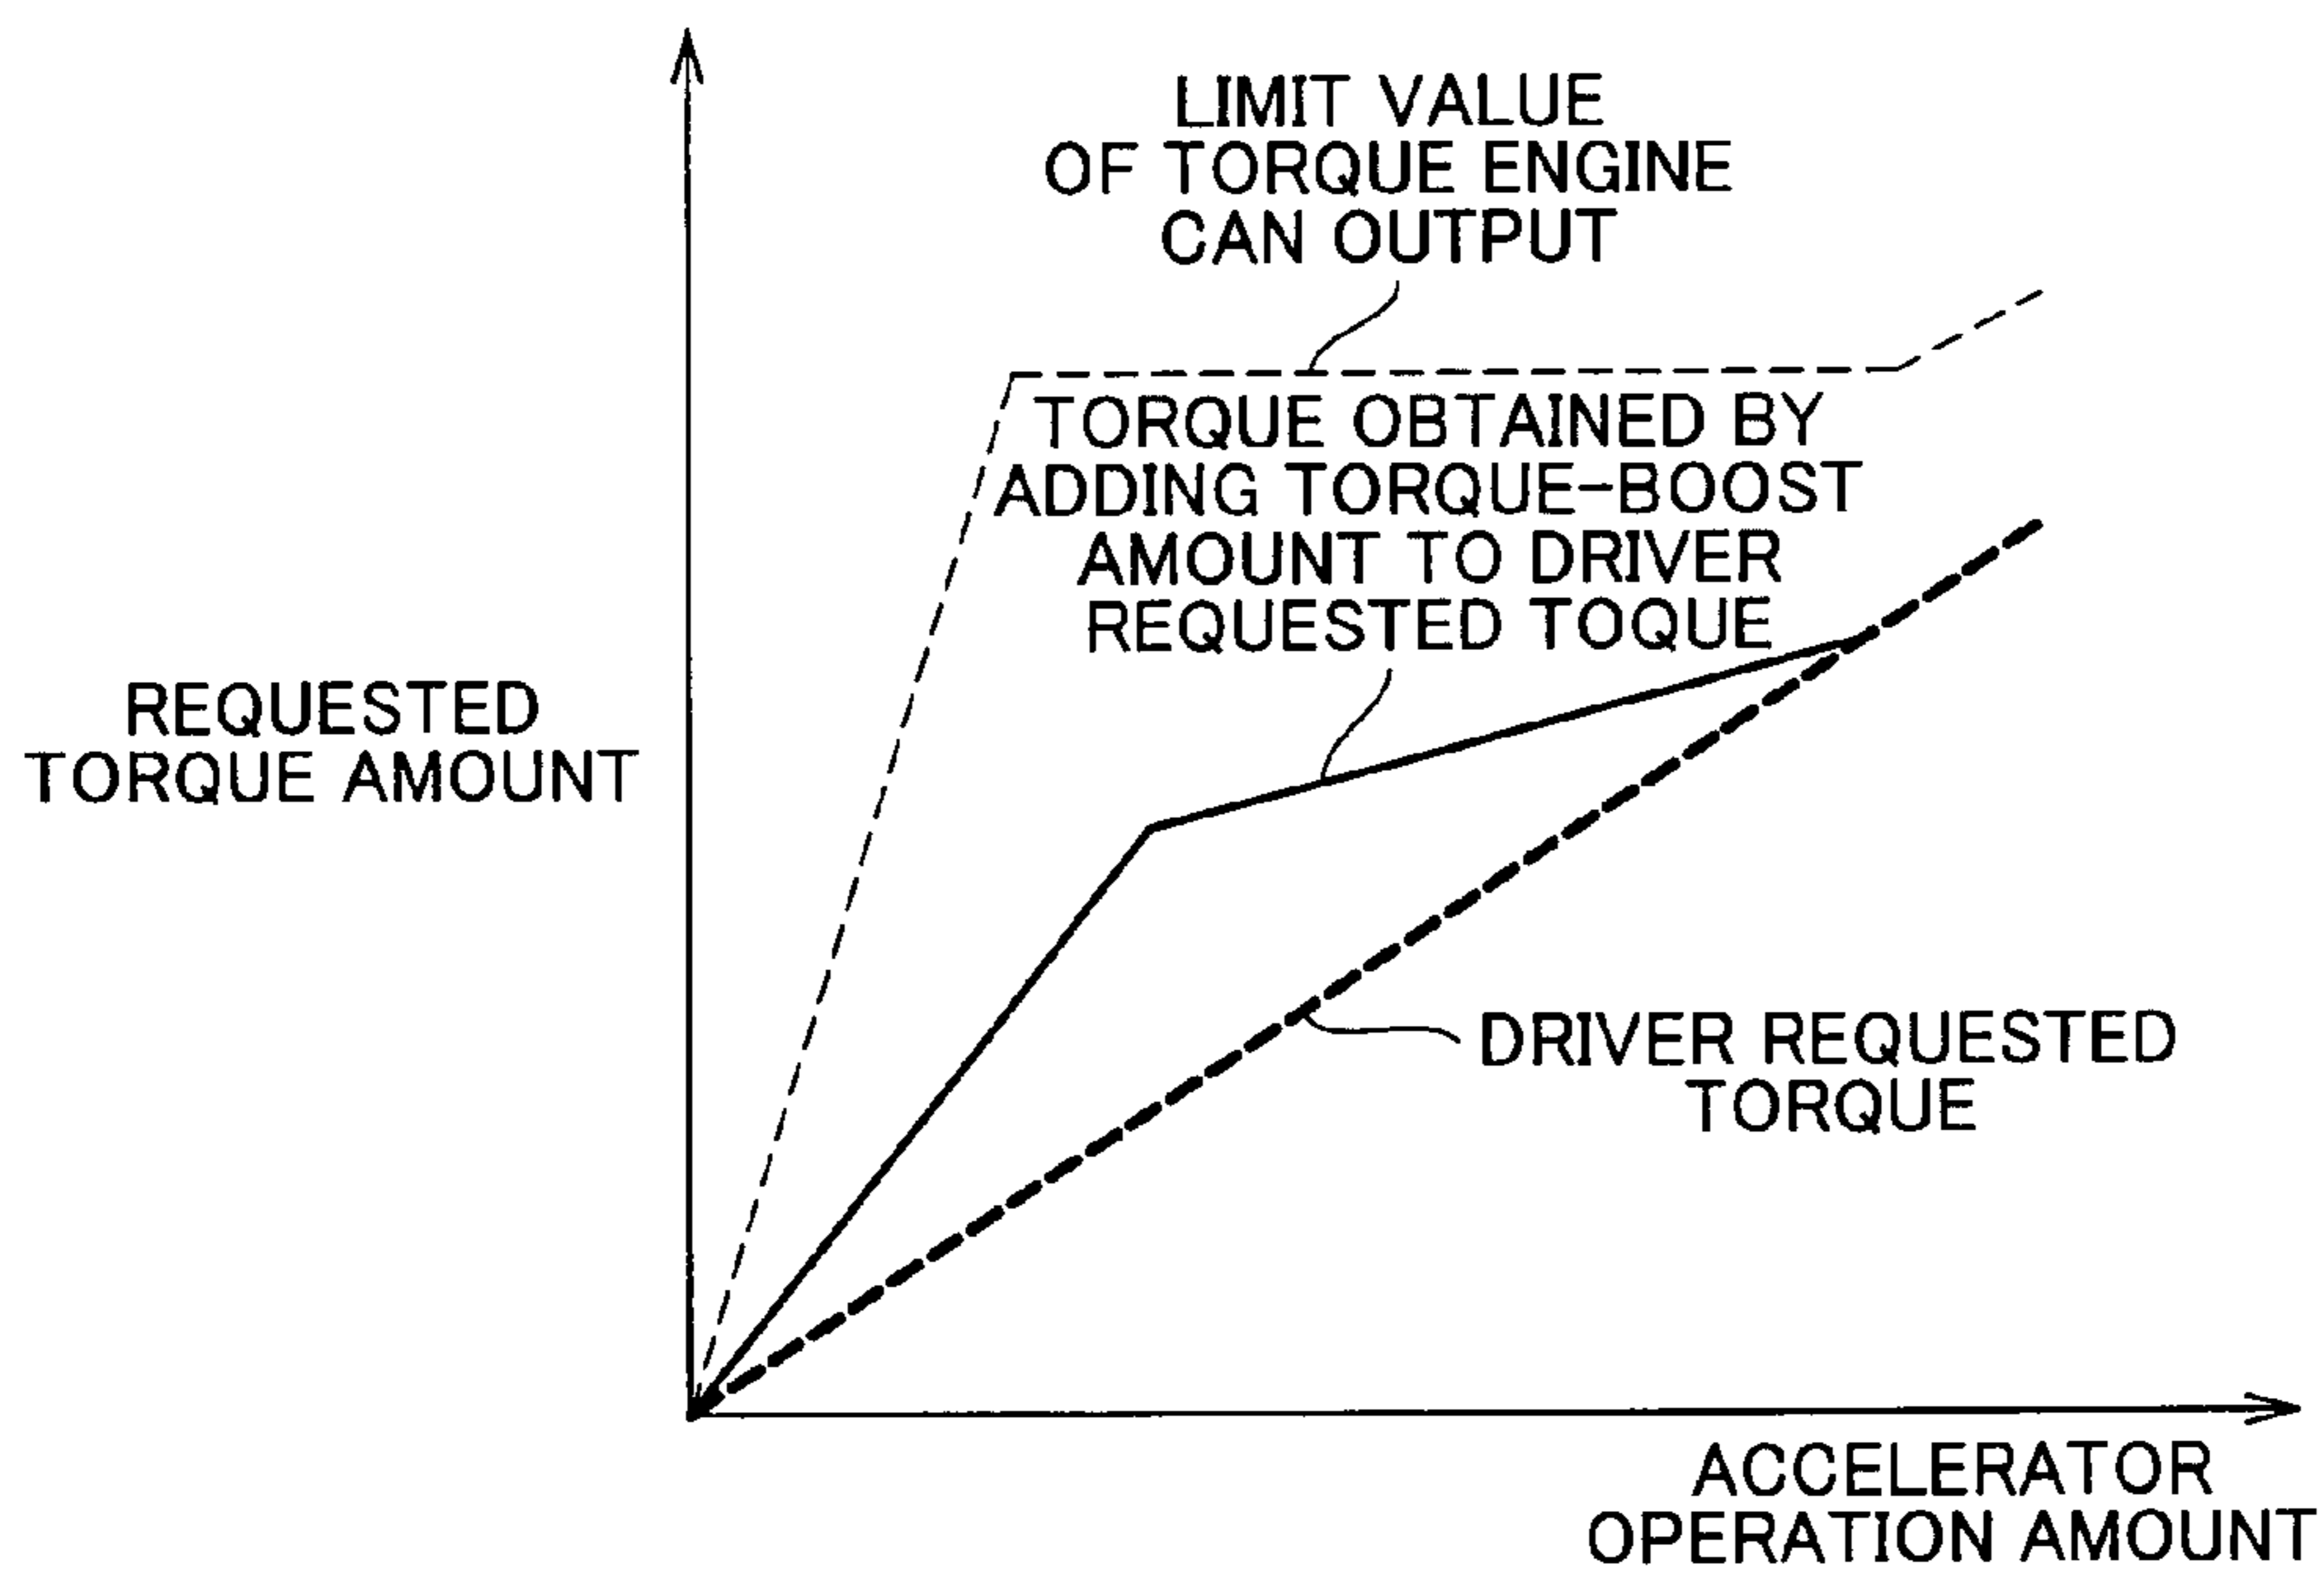 LIMIT VALUE
OF TORQUE ENGINE
CAN OUTPUT
TORQUE OBTAINED BY
ADDING TORQUE-BOOST
AMOUNT TO DRIVER
REQUESTED TOQUE
REQUESTED
TORQUE AMOUNT
DRIVER REQUESTED
TORQUE
ACCELERATOR
OPERATION AMOUNT